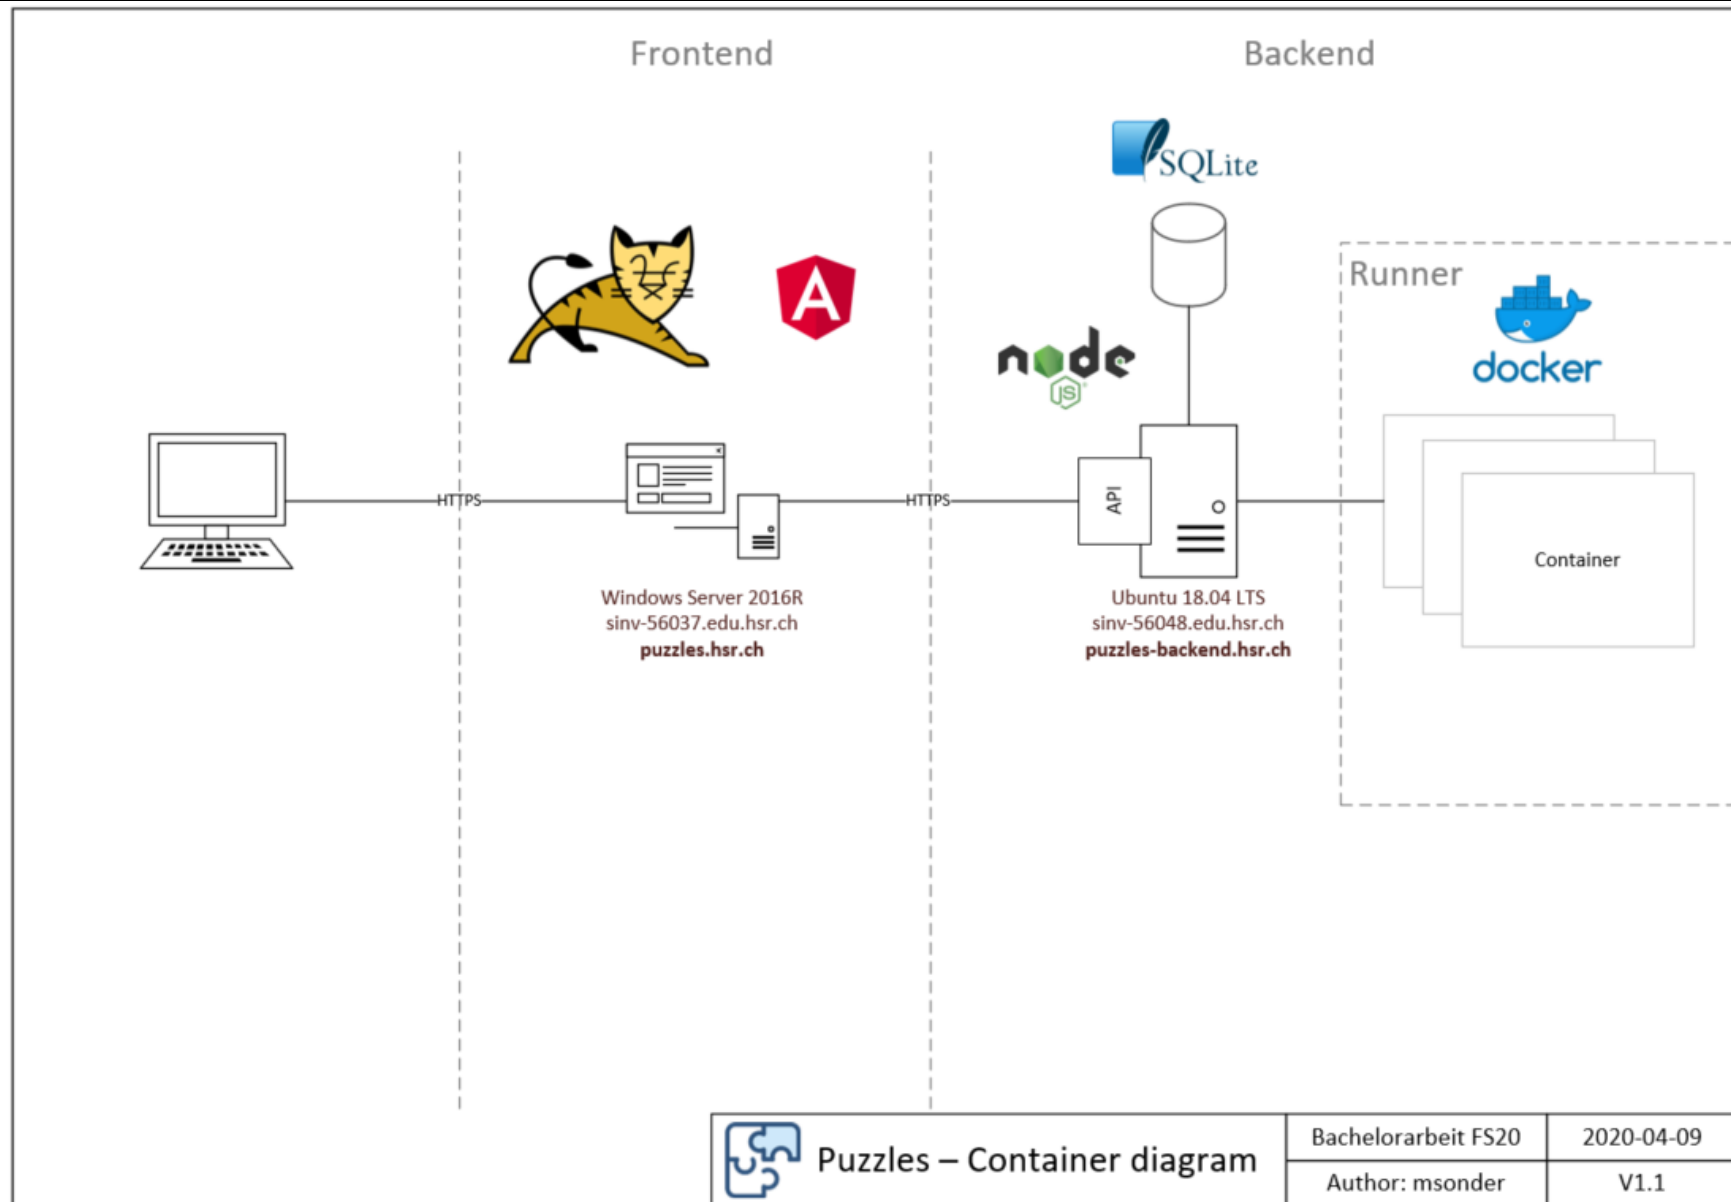 Frontend
Backend
SQLite
Runner
node
JS
docker
HTTPS
HTTPS
API
Container
Windows Server 2016R
sinv-56037.edu.hsr.ch
puzzles.hsr.ch
Ubuntu 18.04 LTS
sinv-56048.edu.hsr.ch
puzzles-backend.hsr.ch
Puzzles – Container diagram
Bachelorarbeit FS20
2020-04-09
Author: msonder
V1.1